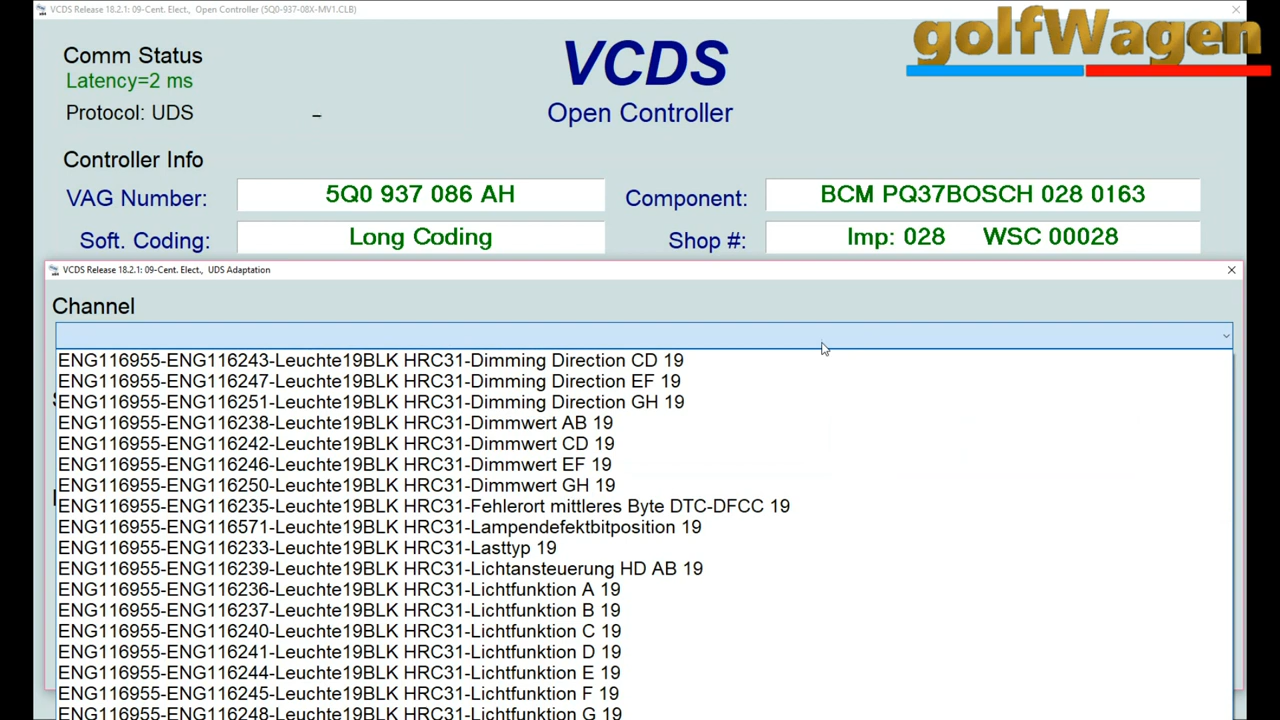 VCDS Release 18.2.1: 09-Cent. Elect., Open Controller (5Q0-937-08X-MV1.CLB)
golfWagen
Comm Status
Latency=2 ms
Protocol: UDS
VCDS
Open Controller
Controller Info
VAG Number: 5Q0 937 086 AH Component: BCM PQ37BOSCH 028 0163
Soft. Coding: Long Coding Shop #: Imp: 028 WSC 00028
VCDS Release 18.2.1: 09-Cent. Elect., UDS Adaptation
Channel
ENG116955-ENG116243-Leuchte19BLK HRC31-Dimming Direction CD 19
ENG116955-ENG116247-Leuchte19BLK HRC31-Dimming Direction EF 19
ENG116955-ENG116251-Leuchte19BLK HRC31-Dimming Direction GH 19
ENG116955-ENG116238-Leuchte19BLK HRC31-Dimmwert AB 19
ENG116955-ENG116242-Leuchte19BLK HRC31-Dimmwert CD 19
ENG116955-ENG116246-Leuchte19BLK HRC31-Dimmwert EF 19
ENG116955-ENG116250-Leuchte19BLK HRC31-Dimmwert GH 19
ENG116955-ENG116235-Leuchte19BLK HRC31-Fehlerort mittleres Byte DTC-DFCC 19
ENG116955-ENG116571-Leuchte19BLK HRC31-Lampendefektbitposition 19
ENG116955-ENG116233-Leuchte19BLK HRC31-Lasttyp 19
ENG116955-ENG116239-Leuchte19BLK HRC31-Lichtansteuerung HD AB 19
ENG116955-ENG116236-Leuchte19BLK HRC31-Lichtfunktion A 19
ENG116955-ENG116237-Leuchte19BLK HRC31-Lichtfunktion B 19
ENG116955-ENG116240-Leuchte19BLK HRC31-Lichtfunktion C 19
ENG116955-ENG116241-Leuchte19BLK HRC31-Lichtfunktion D 19
ENG116955-ENG116244-Leuchte19BLK HRC31-Lichtfunktion E 19
ENG116955-ENG116245-Leuchte19BLK HRC31-Lichtfunktion F 19
ENG116955-ENG116248-Leuchte19BLK HRC31-Lichtfunktion G 19